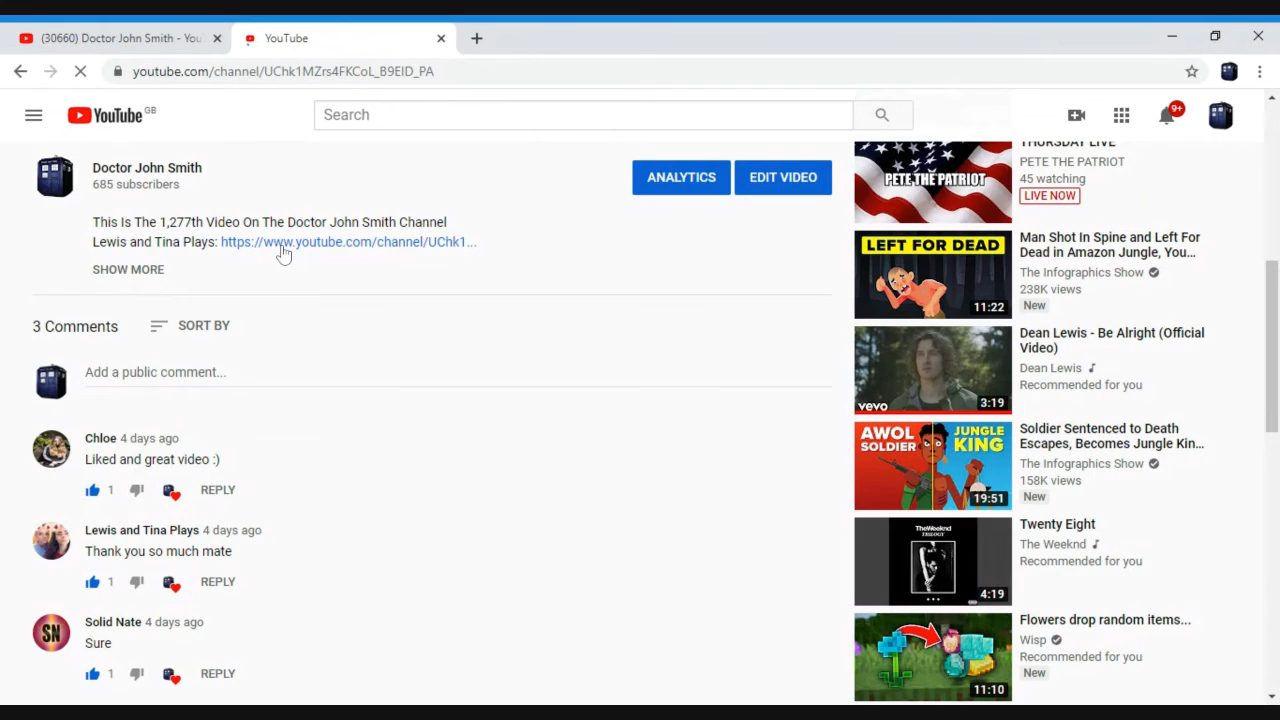 (30660) Doctor John Smith - You
YouTube
youtube.com/channel/UChk1MZrs4FKCoL_B9EID_PA
YouTube GB
Search
9+
Doctor John Smith
685 subscribers
ANALYTICS
EDIT VIDEO
This Is The 1,277th Video On The Doctor John Smith Channel
Lewis and Tina Plays: https://www.youtube.com/channel/UChk1...
SHOW MORE
3 Comments
SORT BY
Add a public comment...
Chloe 4 days ago
Liked and great video :)
1
REPLY
Lewis and Tina Plays 4 days ago
Thank you so much mate
1
REPLY
SN
Solid Nate 4 days ago
Sure
1
REPLY
PETE THE PATRIOT
THURSDAY LIVE
PETE THE PATRIOT
45 watching
LIVE NOW
LEFT FOR DEAD
11:22
Man Shot In Spine and Left For
Dead in Amazon Jungle, You...
The Infographics Show
238K views
New
vevo
3:19
Dean Lewis - Be Alright (Official
Video)
Dean Lewis
Recommended for you
AWOL
SOLDIER
JUNGLE
KING
19:51
Soldier Sentenced to Death
Escapes, Becomes Jungle Kin...
The Infographics Show
158K views
New
TheWeeknd
TRILOGY
4:19
Twenty Eight
The Weeknd
Recommended for you
11:10
Flowers drop random items...
Wisp
Recommended for you
New